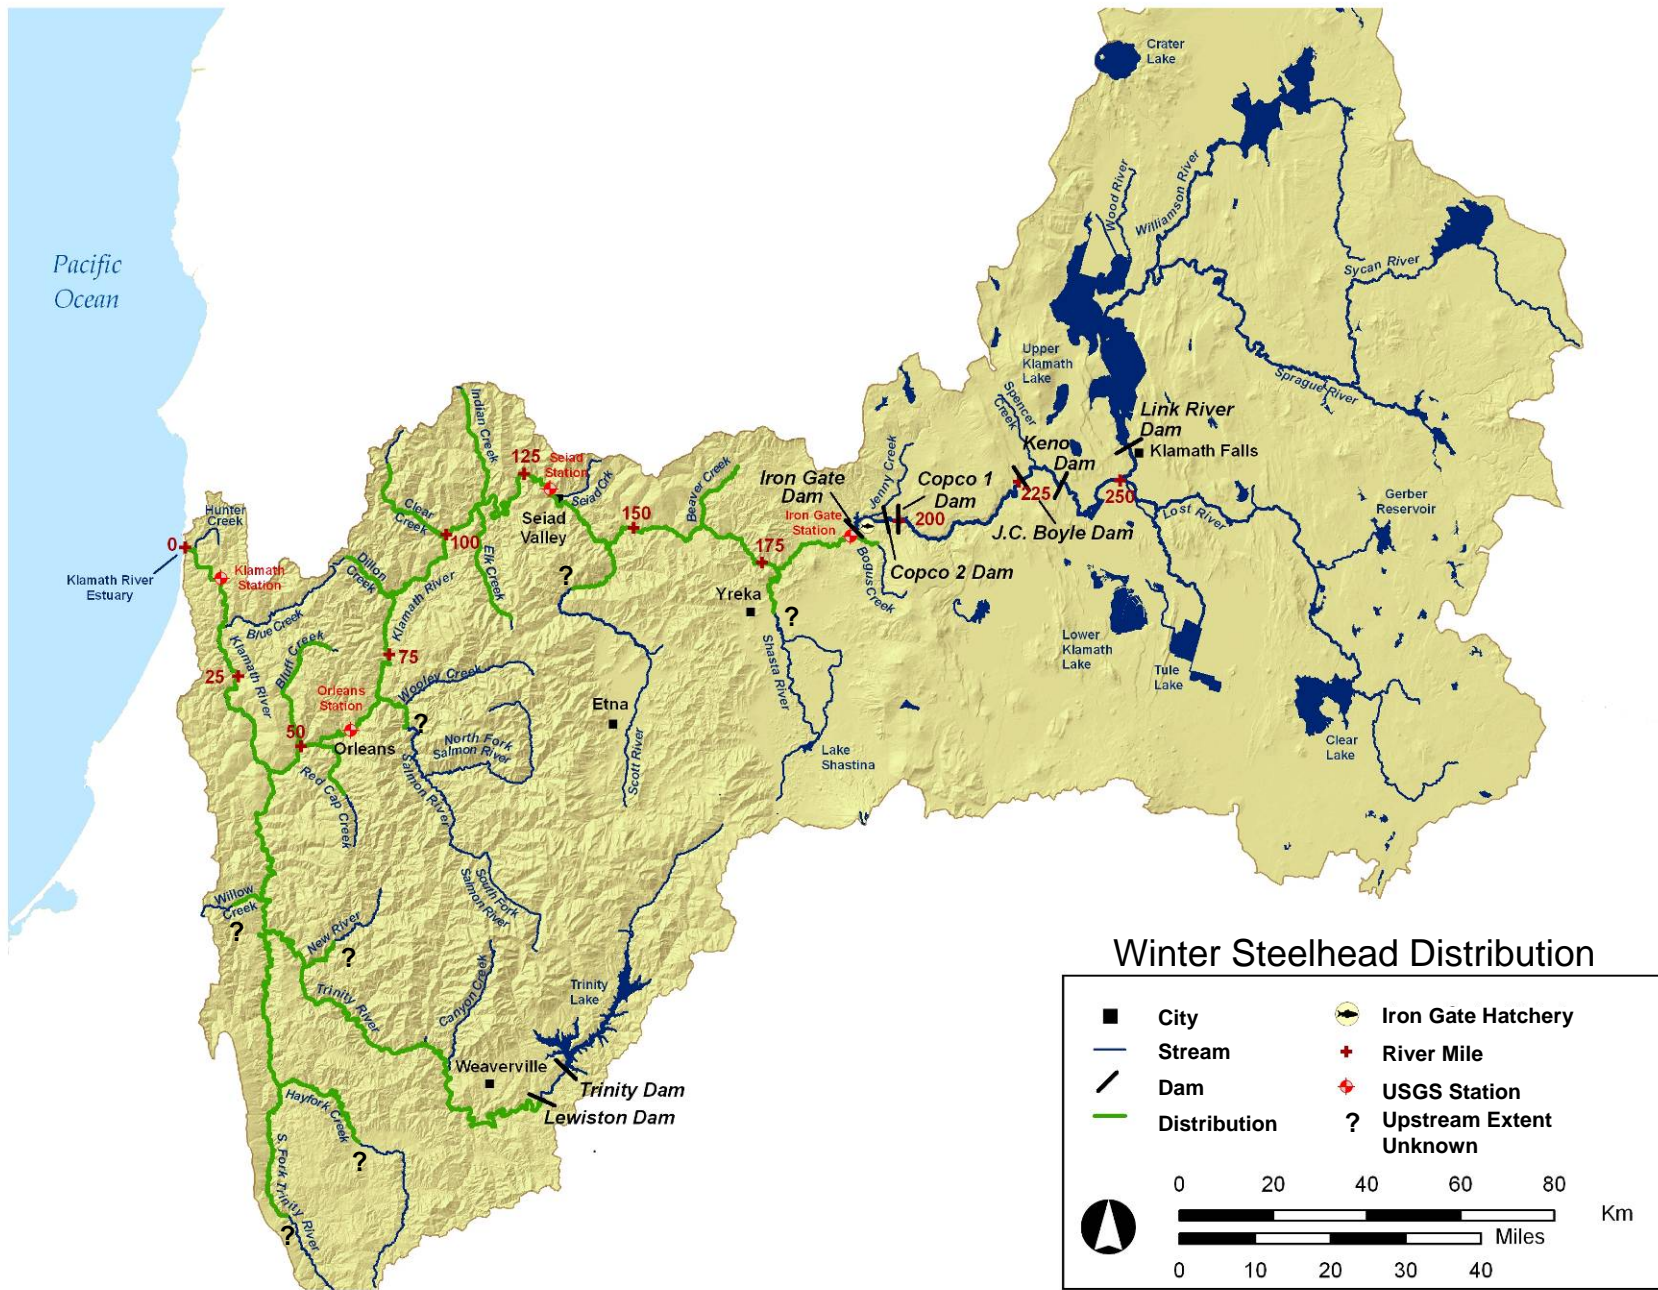 Crater
Lake
Wood River
Williamson River
Pacific
Ocean
Sycan River
Upper
Klamath
Lake
Spencer
Creek
Sprague River
Link River
Dam
Klamath Falls
Keno
Dam
Indian Creek
125
Seiad
Station
Seiad Crk
Beaver Creek
Iron Gate
Dam
Jenny Creek
Copco 1
Dam
225
250
Gerber
Reservoir
Hunter
Creek
Clear
Creek
Seiad
Valley
150
Iron Gate
Station
200
Lost River
J.C. Boyle Dam
0
100
175
Copco 2 Dam
Klamath River
Estuary
Klamath
Station
Dillon
Creek
Elk Creek
?
Bogus Creek
Klamath River
Yreka
?
Blue Creek
Bluff Creek
Klamath River
75
Lower
Klamath
Lake
Tule
Lake
25
Orleans
Station
Wooley Creek
Shasta River
Etna
?
50
Orleans
North Fork
Salmon River
Scott River
Lake
Shastina
Clear
Lake
Red Cap Creek
Salmon River
Willow
Creek
?
South Fork
Salmon River
New River
?
Trinity River
Canyon Creek
Trinity
Lake
Weaverville
Trinity Dam
Lewiston Dam
Hayfork Creek
?
S. Fork Trinity River
?
Winter Steelhead Distribution
City
Stream
Dam
Distribution
Iron Gate Hatchery
River Mile
USGS Station
? Upstream Extent
Unknown
0 20 40 60 80
Km
Miles
0 10 20 30 40